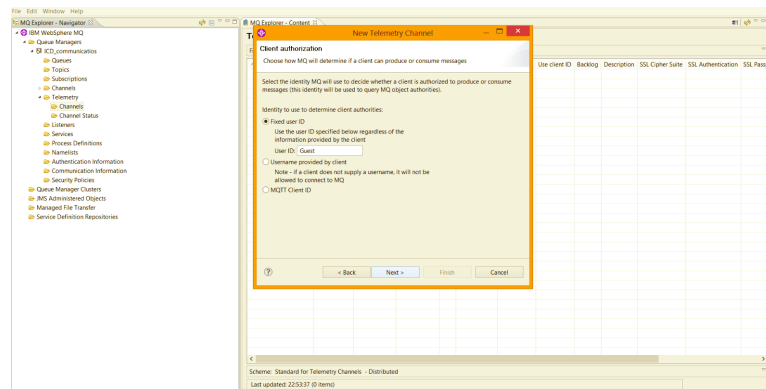 File Edit Window Help
MQ Explorer - Navigator
IBM WebSphere MQ
Queue Managers
ICD_communicatios
Queues
Topics
Subscriptions
Channels
Telemetry
Channels
Channel Status
Listeners
Services
Process Definitions
Namelists
Authentication Information
Communication Information
Security Policies
Queue Manager Clusters
JMS Administered Objects
Managed File Transfer
Service Definition Repositories
MQ Explorer - Content
New Telemetry Channel
Client authorization
Choose how MQ will determine if a client can produce or consume messages
Select the identity MQ will use to decide whether a client is authorized to produce or consume
messages (this identity will be used to query MQ object authorities).
Identity to use to determine client authorities:
Fixed user ID
Use the user ID specified below regardless of the
information provided by the client
User ID: Guest
Username provided by client
Note - if a client does not supply a username, it will not be
allowed to connect to MQ
MQTT Client ID
? < Back Next > Finish Cancel
Use client ID Backlog Description SSL Cipher Suite SSL Authentication SSL Pass
Scheme: Standard for Telemetry Channels - Distributed
Last updated: 22:53:37 (0 items)